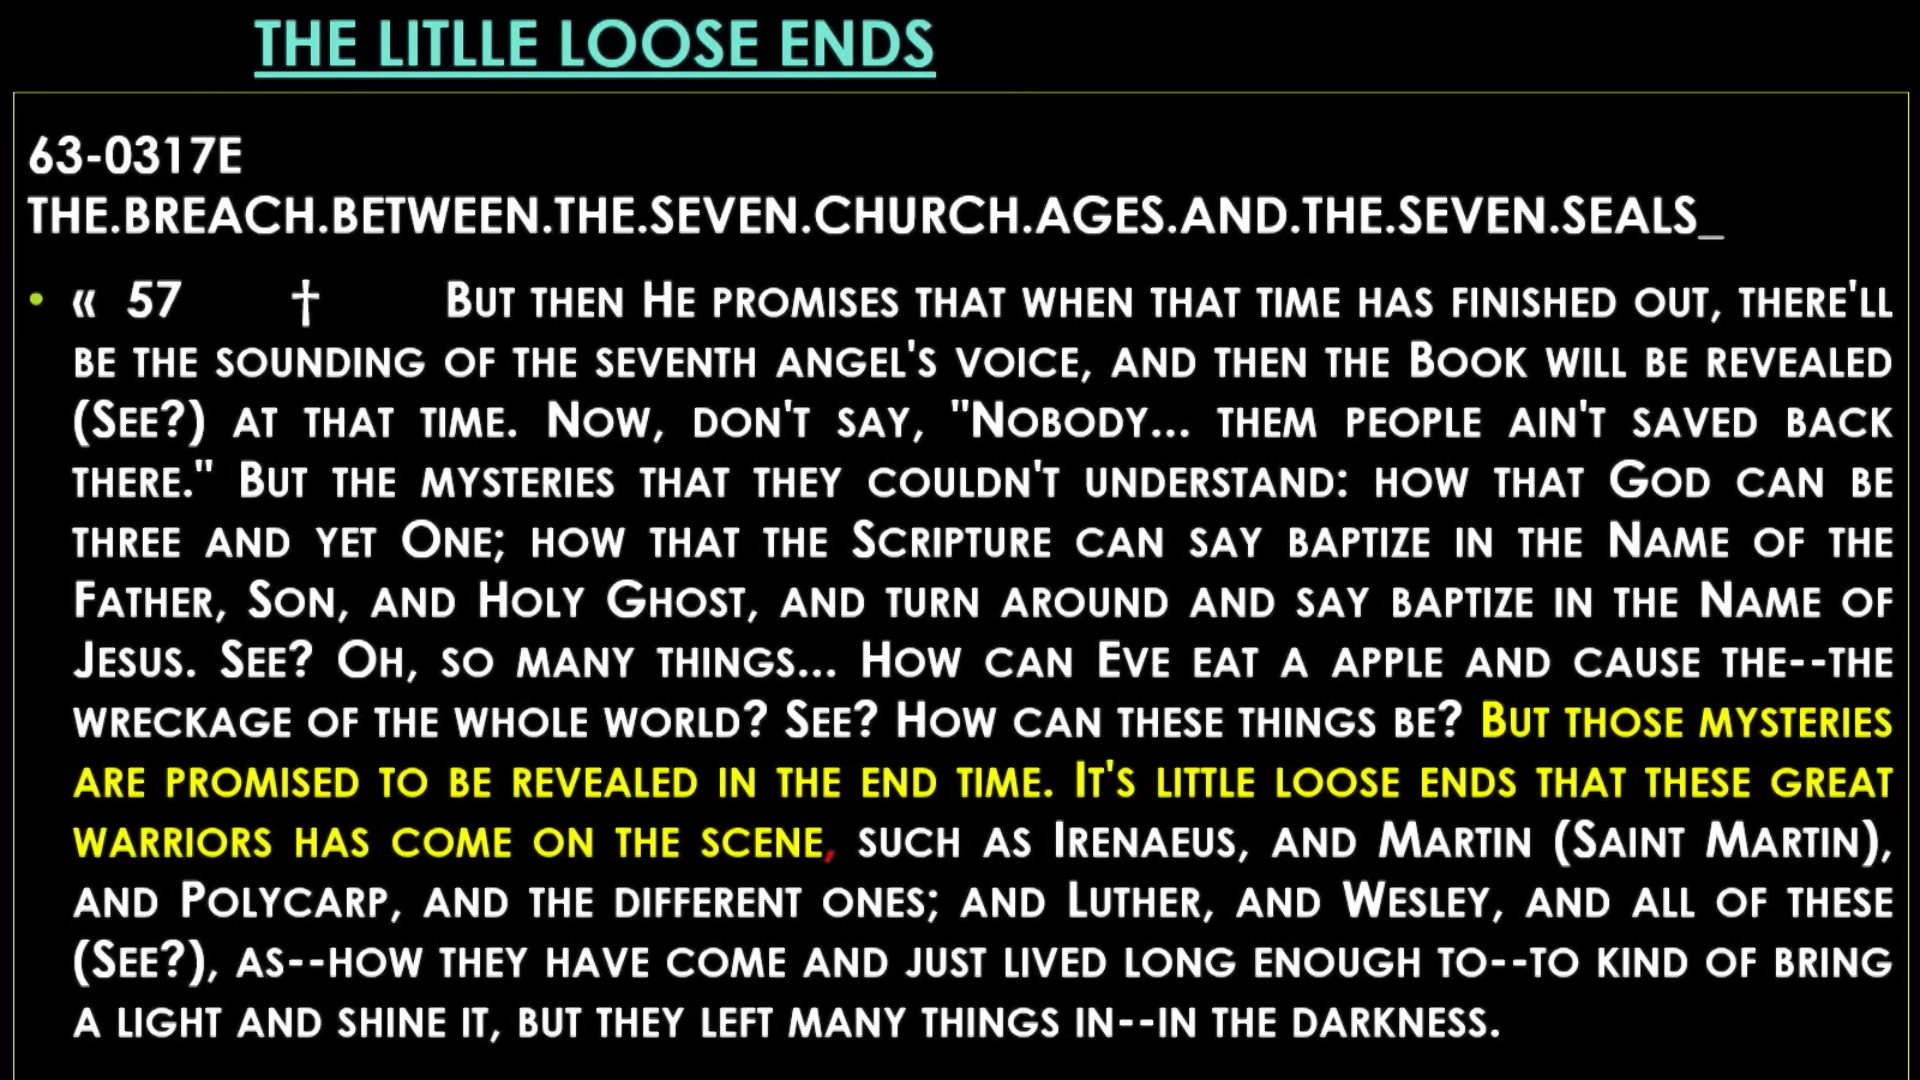 THE LITLLE LOOSE ENDS
63-0317E
THE.BREACH.BETWEEN.THE.SEVEN.CHURCH.AGES.AND.THE.SEVEN.SEALS_
• « 57 † But then He promises that when that time has finished out, there'll
be the sounding of the seventh angel's voice, and then the Book will be revealed
(See?) at that time. Now, don't say, "Nobody... them people ain't saved back
there." But the mysteries that they couldn't understand: how that God can be
three and yet One; how that the Scripture can say baptize in the Name of the
Father, Son, and Holy Ghost, and turn around and say baptize in the Name of
Jesus. See? Oh, so many things... How can Eve eat a apple and cause the--the
wreckage of the whole world? See? How can these things be? But those mysteries
are promised to be revealed in the end time. It's little loose ends that these great
warriors has come on the scene, such as Irenaeus, and Martin (Saint Martin),
and Polycarp, and the different ones; and Luther, and Wesley, and all of these
(See?), as--how they have come and just lived long enough to--to kind of bring
a light and shine it, but they left many things in--in the darkness.